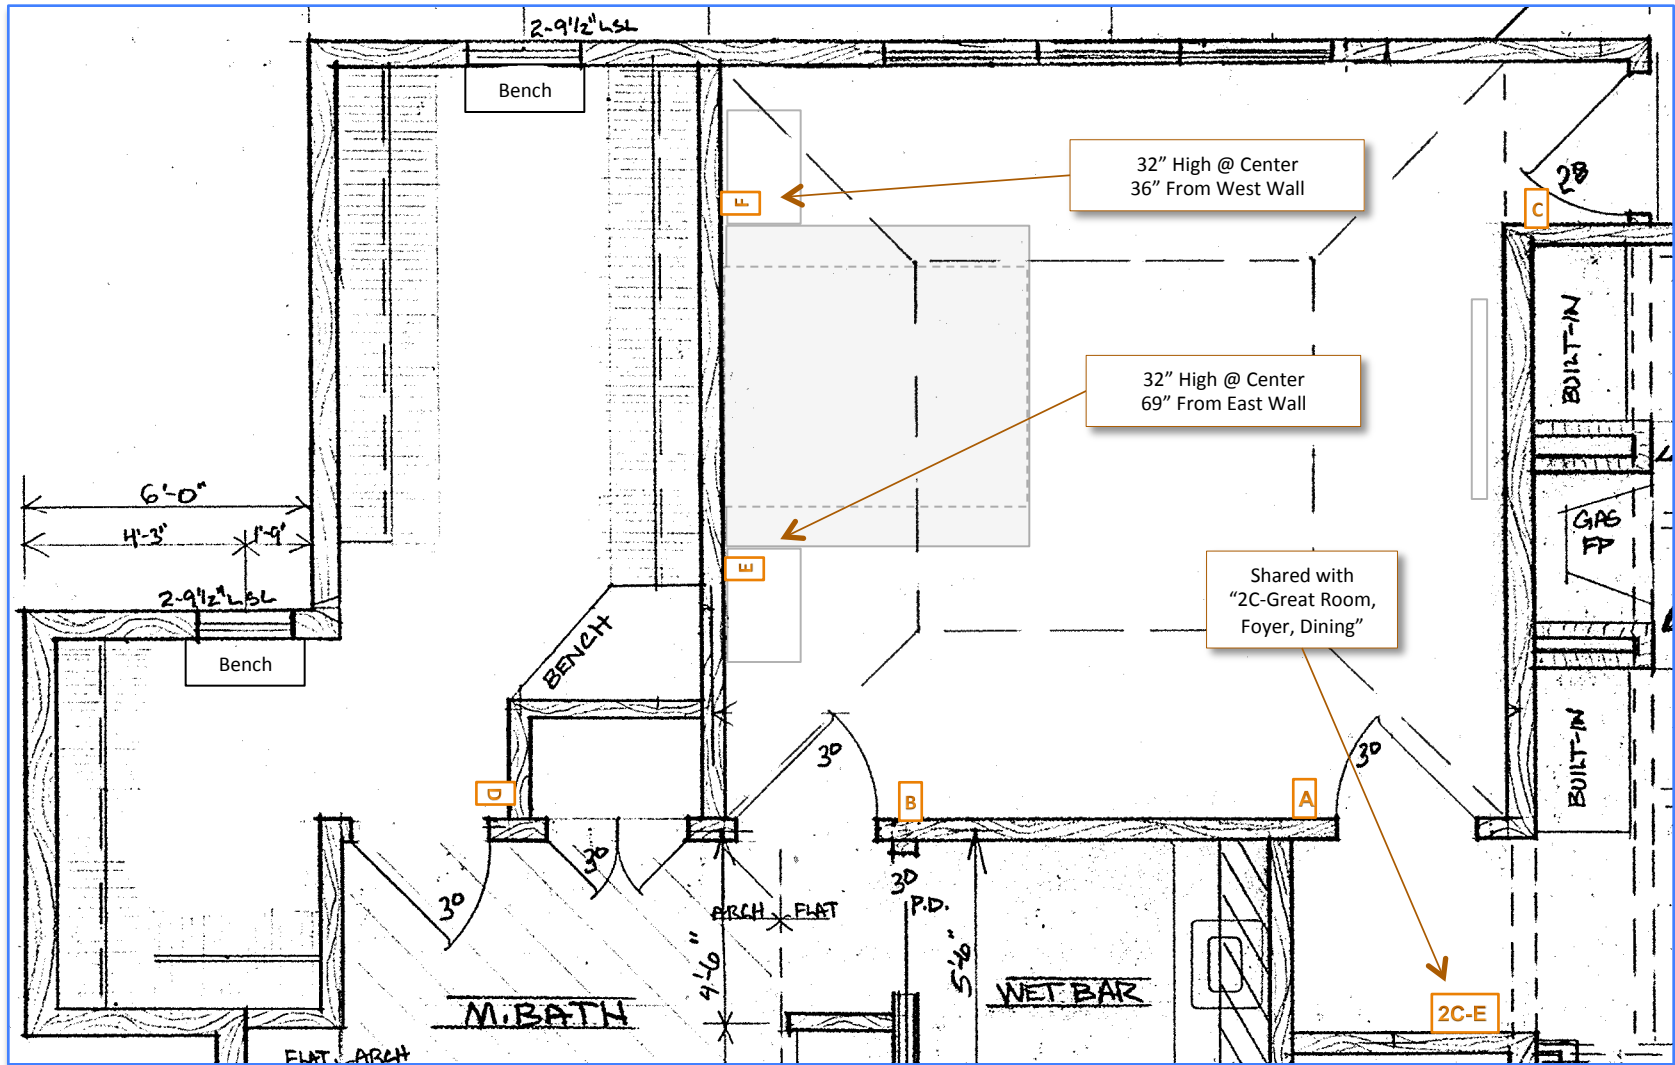 2-9½" LSL
Bench
32” High @ Center
36” From West Wall
F
28
C
BUILT-IN
32” High @ Center
69” From East Wall
6'-0"
4'-3"
1'-9"
GAS
FP
E
Shared with
“2C-Great Room,
Foyer, Dining”
2-9½" LSL
Bench
BENCH
30
30
BUILT-IN
D
B
A
30
30
30
P.D.
ARCH
FLAT
4'-6"
5'-6"
WET BAR
M. BATH
2C-E
FLAT
ARCH